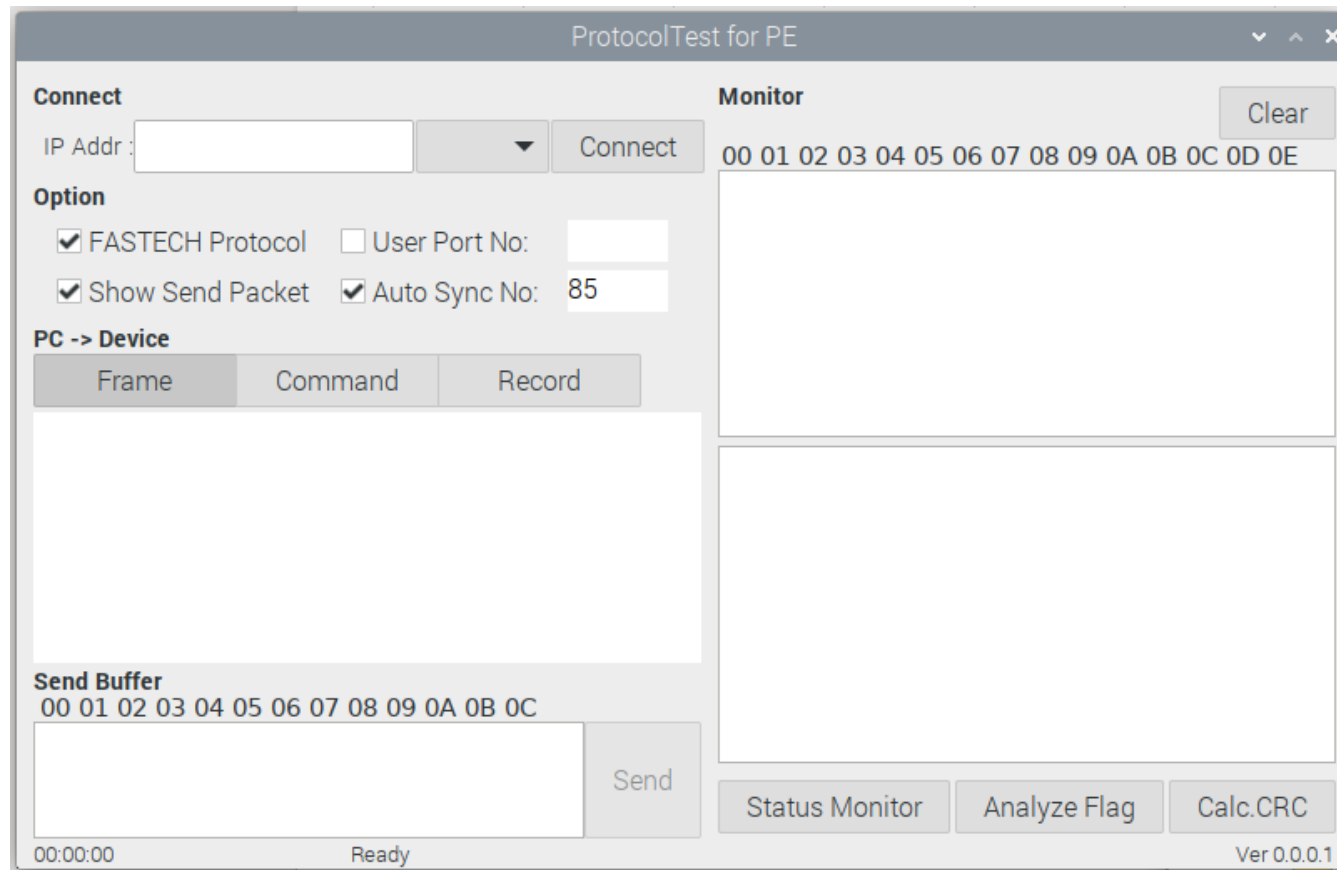 ProtocolTest for PE
Connect
IP Addr :
Connect
Option
FASTECH Protocol
User Port No:
Show Send Packet
Auto Sync No:
85
PC -> Device
Frame
Command
Record
Send Buffer
00 01 02 03 04 05 06 07 08 09 0A 0B 0C
Send
Monitor
Clear
00 01 02 03 04 05 06 07 08 09 0A 0B 0C 0D 0E
Status Monitor
Analyze Flag
Calc.CRC
00:00:00
Ready
Ver 0.0.0.1